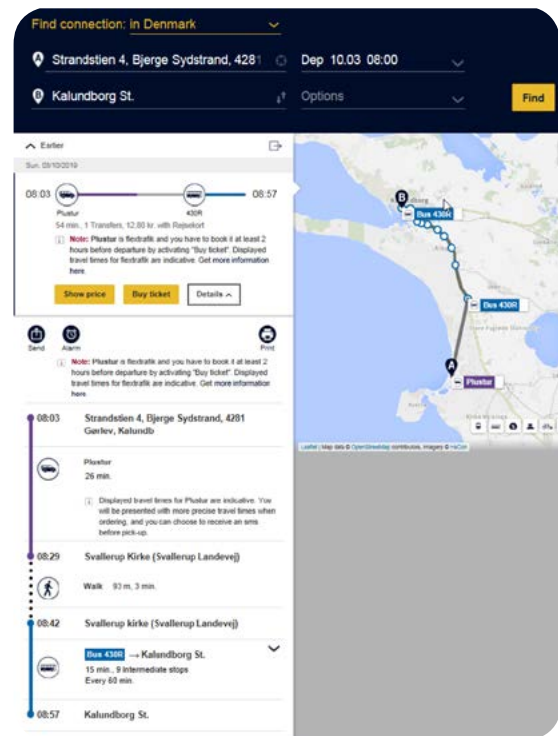 Find connection: in Denmark
A Strandstien 4, Bjerge Sydstrand, 4281
Dep 10.03 08:00
B Kalundborg St.
Options
Find
Earlier
Sun. 03/10/2019
08:03
08:57
Plustur
430R
54 min., 1 Transfers, 12,80 kr. with Rejsekort
Note: Plustur is flextrafik and you have to book it at least 2
hours before departure by activating "Buy ticket". Displayed
travel times for flextrafik are indicative. Get more information
here.
Show price
Buy ticket
Details
Send
Alarm
Print
Note: Plustur is flextrafik and you have to book it at least 2
hours before departure by activating "Buy ticket". Displayed
travel times for flextrafik are indicative. Get more information
here.
08:03 Strandstien 4, Bjerge Sydstrand, 4281
Gørlev, Kalundb
Plustur
26 min.
Displayed travel times for Plustur are indicative. You
will be presented with more precise travel times when
ordering, and you can choose to receive an sms
before pick-up.
08:29 Svallerup Kirke (Svallerup Landevej)
Walk 93 m, 3 min.
08:42 Svallerup kirke (Svallerup Landevej)
Bus 430R → Kalundborg St.
15 min., 9 Intermediate stops
Every 60 min.
08:57 Kalundborg St.
B
Bus 430R
Bus 430R
A
Plustur
Leaflet | Map data © OpenStreetMap contributors, Imagery © HaCon